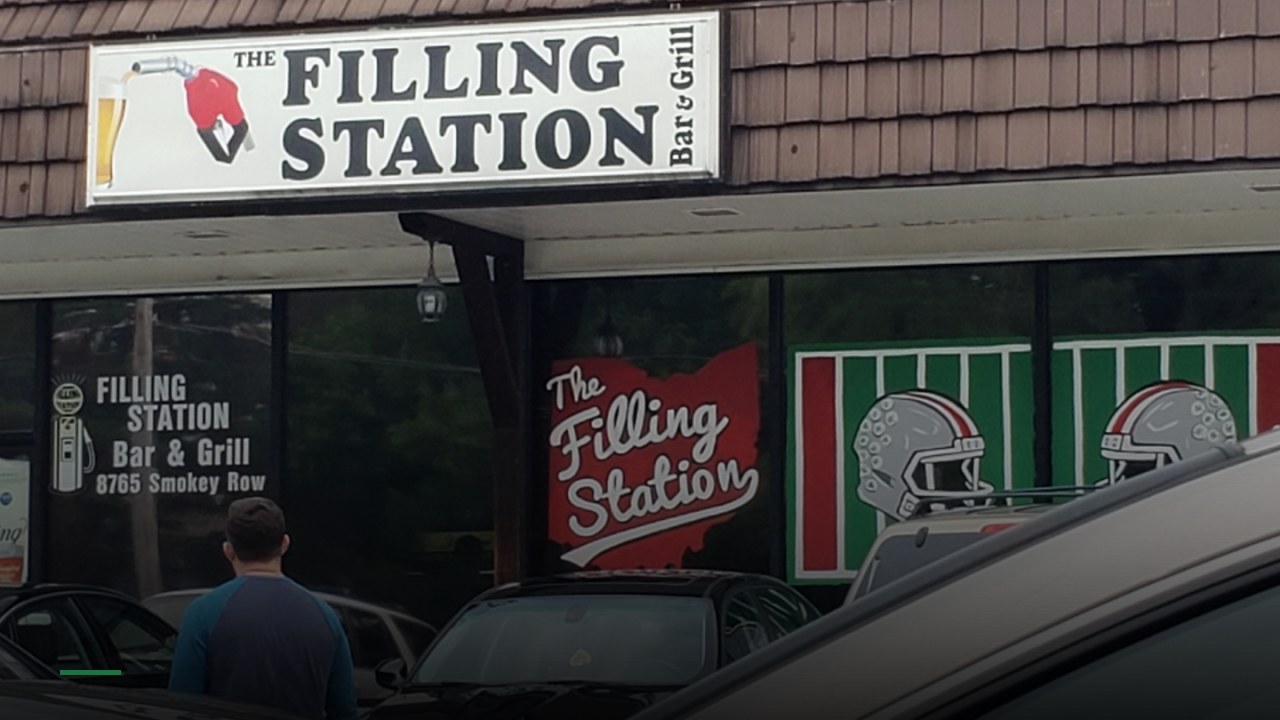 THE FILLING
STATION
Bar & Grill
FILLING
STATION
Bar & Grill
8765 Smokey Row
The
Filling
Station